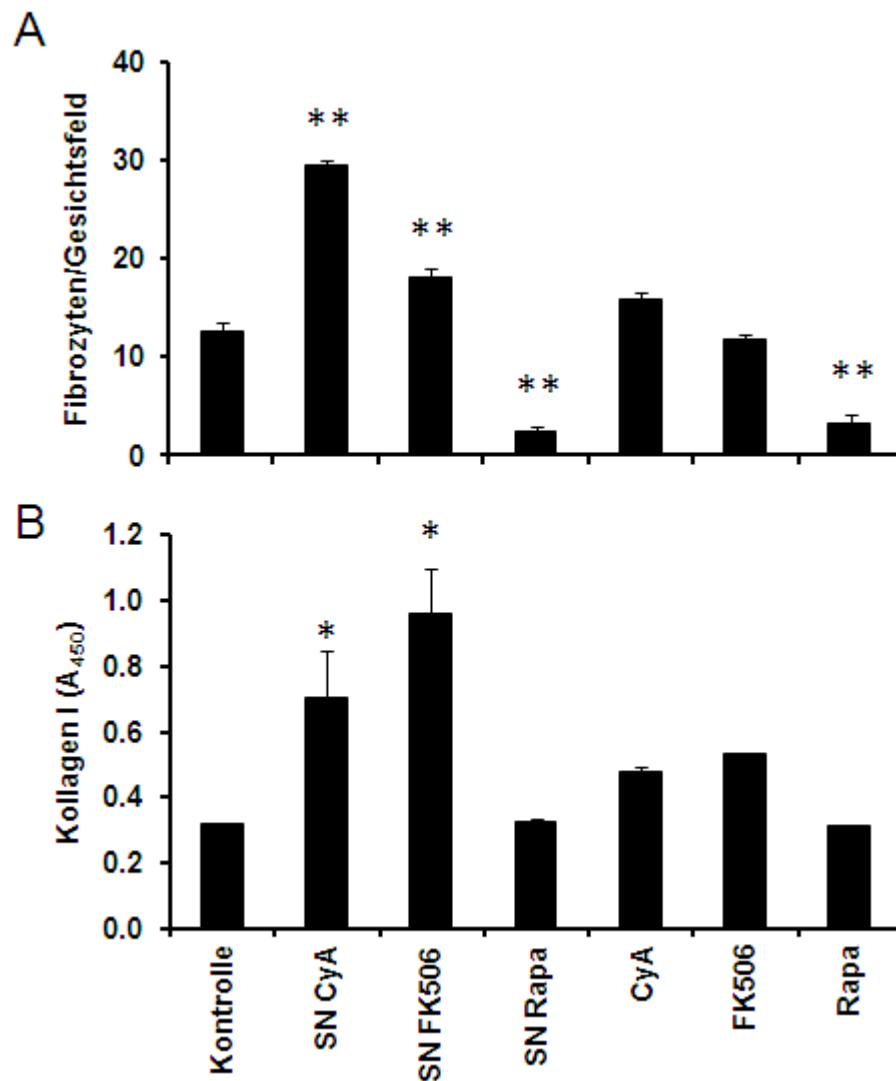 A
Fibrozyten/Gesichtsfeld
40
30
20
10
0
**
**
**
**
B
Kollagen I (A450)
1.2
1.0
0.8
0.6
0.4
0.2
0.0
*
*
Kontrolle
SN CyA
SN FK506
SN Rapa
CyA
FK506
Rapa